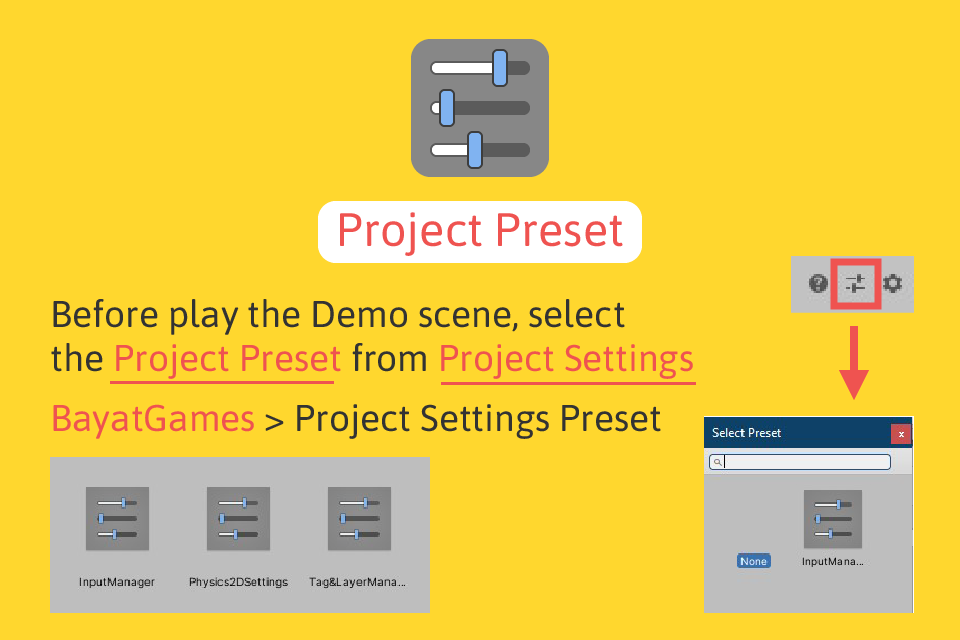 Project Preset
Before play the Demo scene, select
the Project Preset from Project Settings
BayatGames > Project Settings Preset
InputManager
Physics2DSettings
Tag&LayerMana...
Select Preset
x
None
InputMana...